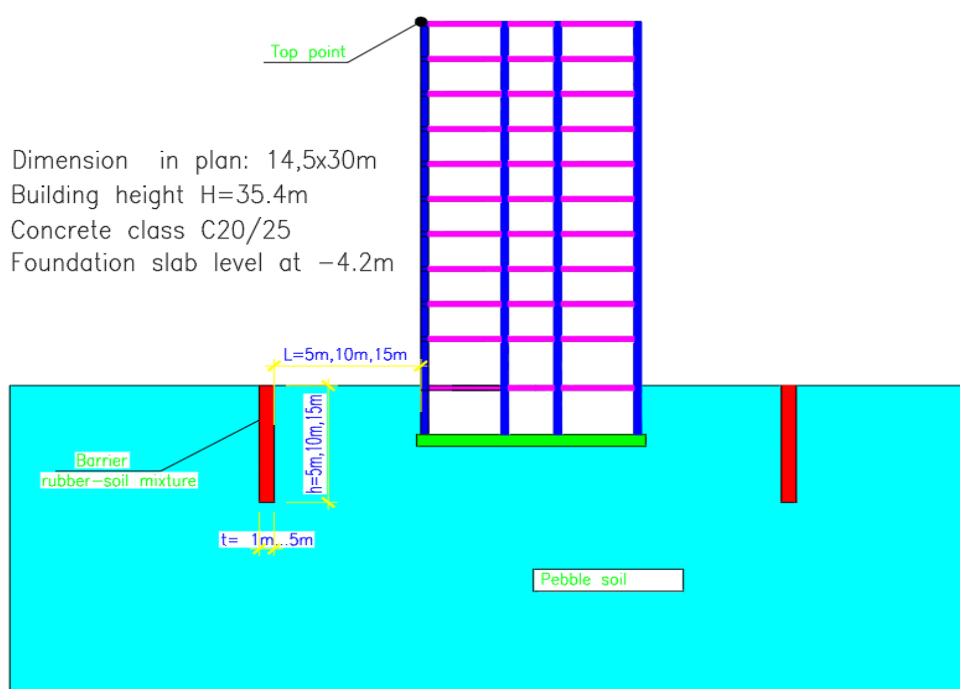 Top point
Dimension in plan: 14,5x30m
Building height H=35.4m
Concrete class C20/25
Foundation slab level at -4.2m
L=5m,10m,15m
h=5m,10m,15m
Barrier
rubber-soil mixture
t= 1m...5m
Pebble soil